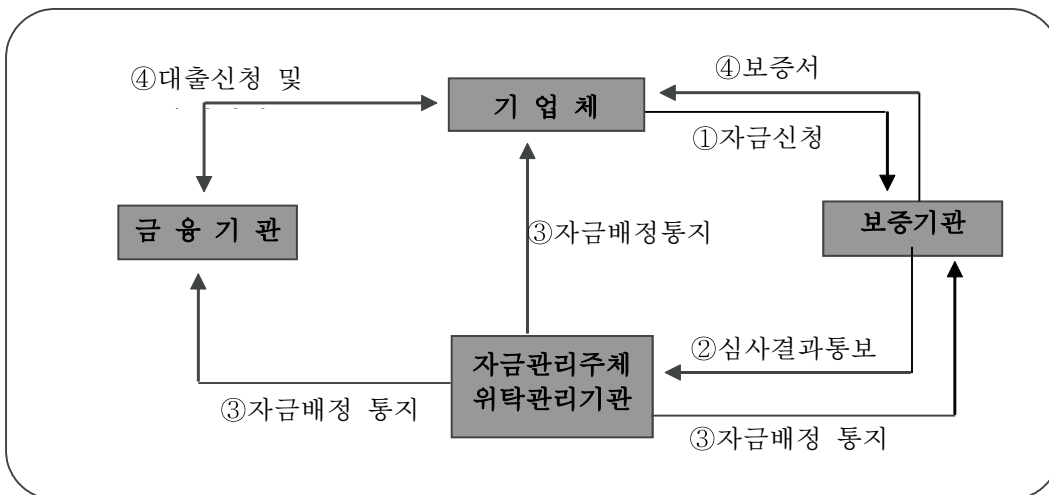 ④대출신청 및
④보증서
기 업 체
①자금신청
금 융 기 관
보증기관
③자금배정통지
②심사결과통보
자금관리주체
위탁관리기관
③자금배정 통지
③자금배정 통지